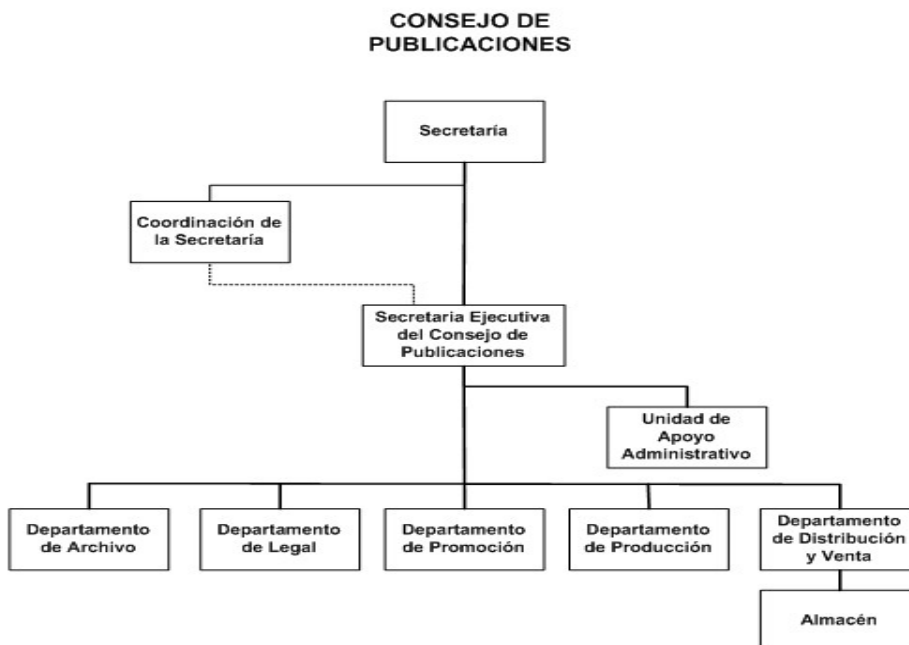 CONSEJO DE
PUBLICACIONES
Secretaría
Coordinación de
la Secretaría
Secretaria Ejecutiva
del Consejo de
Publicaciones
Unidad de
Apoyo
Administrativo
Departamento
de Archivo
Departamento
de Legal
Departamento
de Promoción
Departamento
de Producción
Departamento
de Distribución
y Venta
Almacén